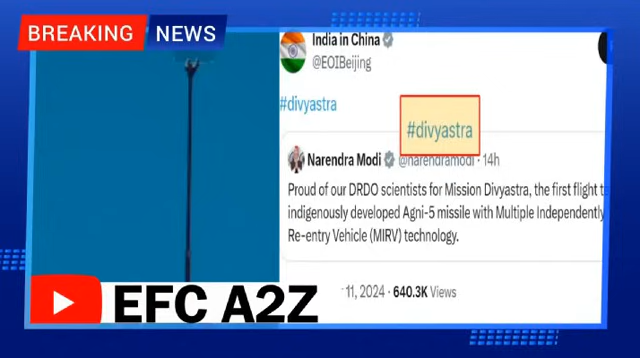 BREAKING NEWS
India in China
@EOIBeijing
#divyastra
#divyastra
Narendra Modi @narendramodi · 14h
Proud of our DRDO scientists for Mission Divyastra, the first flight
indigenously developed Agni-5 missile with Multiple Independently
Re-entry Vehicle (MIRV) technology.
11, 2024 · 640.3K Views
EFC A2Z